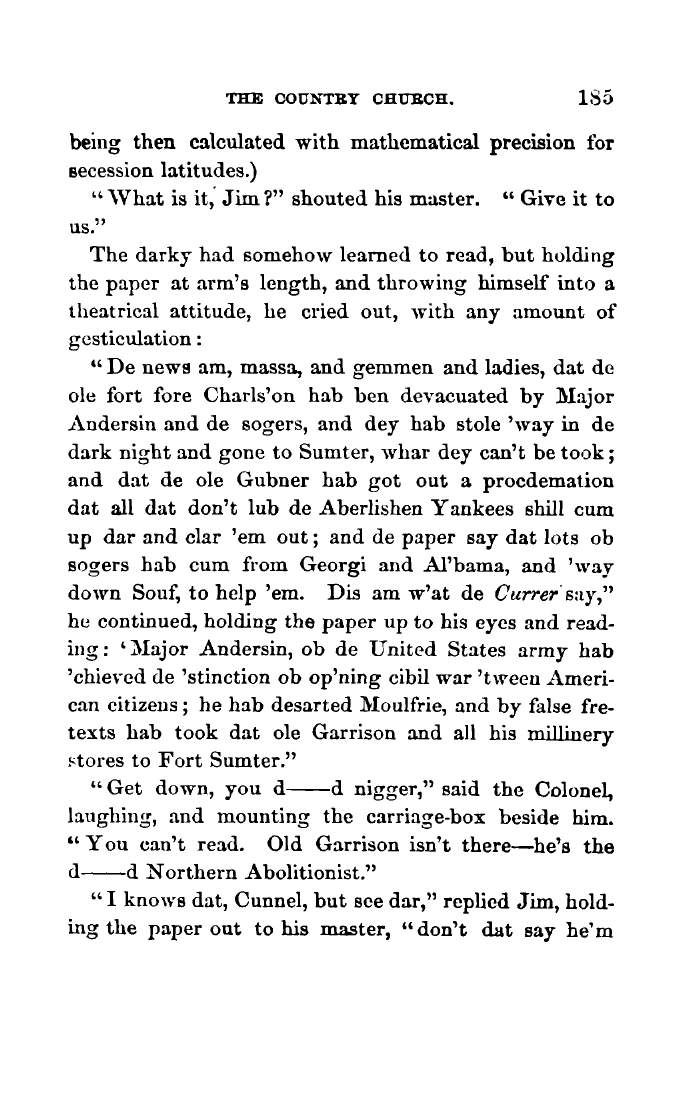 THE COUNTRY CHURCH. 185
being then calculated with mathematical precision for
secession latitudes.)
“What is it, Jim?” shouted his master. “Give it to
us.”
The darky had somehow learned to read, but holding
the paper at arm’s length, and throwing himself into a
theatrical attitude, he cried out, with any amount of
gesticulation:
“De news am, massa, and gemmen and ladies, dat de
ole fort fore Charls’on hab ben devacuated by Major
Andersin and de sogers, and dey hab stole ’way in de
dark night and gone to Sumter, whar dey can’t be took;
and dat de ole Gubner hab got out a procdemation
dat all dat don’t lub de Aberlishen Yankees shill cum
up dar and clar ’em out; and de paper say dat lots ob
sogers hab cum from Georgi and Al’bama, and ’way
down Souf, to help ’em. Dis am w’at de Currer say,”
he continued, holding the paper up to his eyes and read-
ing: ‘Major Andersin, ob de United States army hab
’chieved de ’stinction ob op’ning cibil war ’tween Ameri-
can citizens; he hab desarted Moulfrie, and by false fre-
texts hab took dat ole Garrison and all his millinery
stores to Fort Sumter.”
“Get down, you d——d nigger,” said the Colonel,
laughing, and mounting the carriage-box beside him.
“You can’t read. Old Garrison isn’t there—he’s the
d——d Northern Abolitionist.”
“I knows dat, Cunnel, but see dar,” replied Jim, hold-
ing the paper out to his master, “don’t dat say he’m